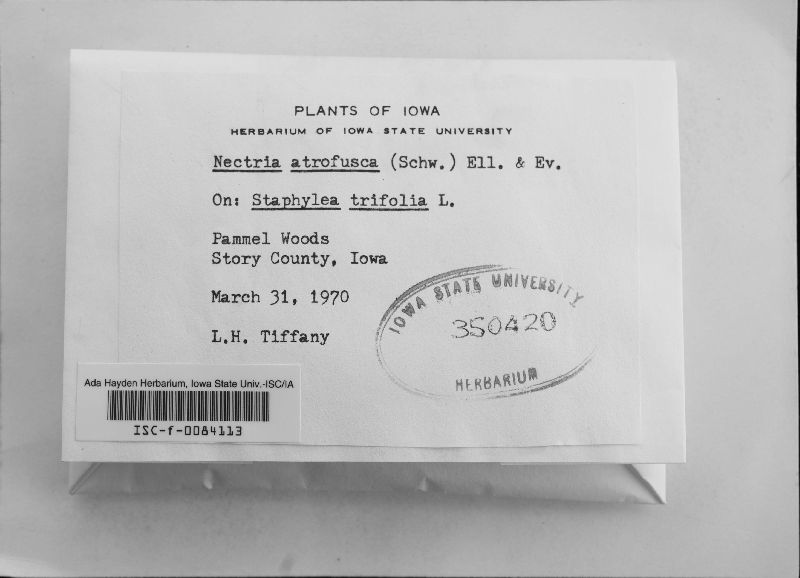 PLANTS OF IOWA
HERBARIUM OF IOWA STATE UNIVERSITY
Nectria atrofusca (Schw.) Ell. & Ev.
On: Staphylea trifolia L.
Pammel Woods
Story County, Iowa
March 31, 1970
L.H. Tiffany
IOWA STATE UNIVERSITY
350420
HERBARIUM
Ada Hayden Herbarium, Iowa State Univ.-ISC/IA
ISC-f-0084113